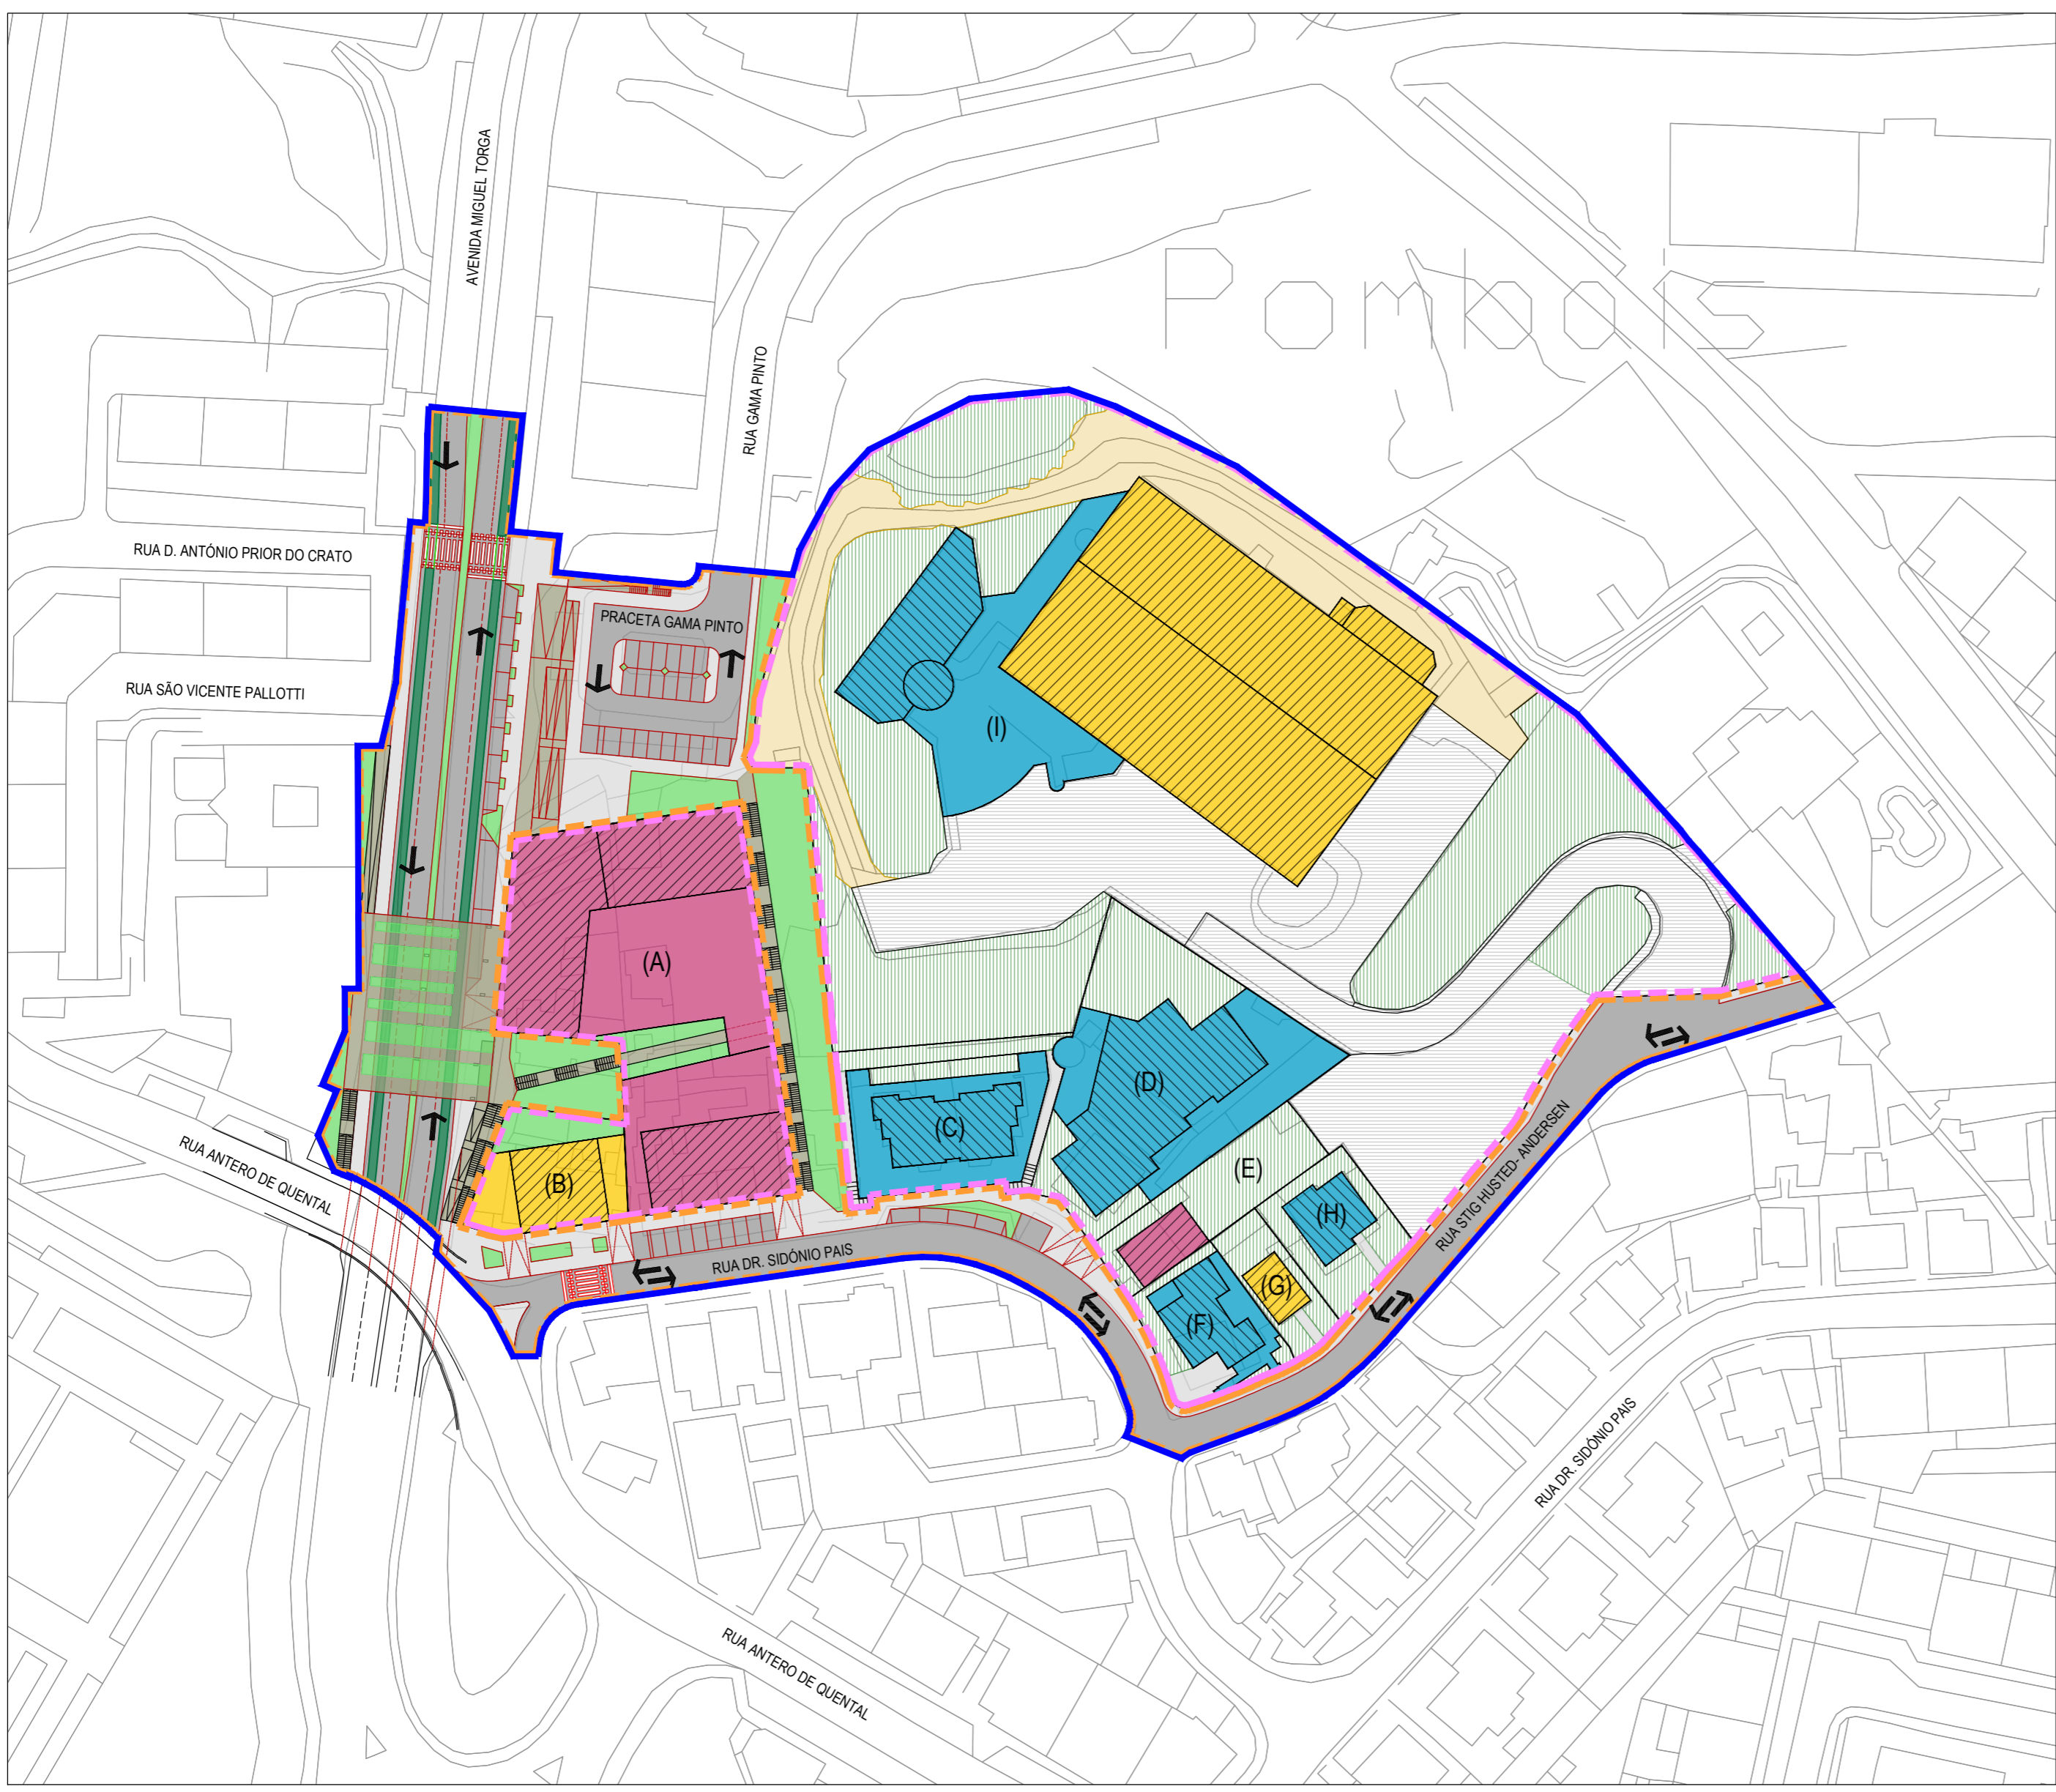 AVENIDA MIGUEL TORGA
Pombais
RUA GAMA PINTO
RUA D. ANTÓNIO PRIOR DO CRATO
PRACETA GAMA PINTO
RUA SÃO VICENTE PALLOTTI
(I)
(A)
(D)
(C)
(E)
RUA STIG HUSTED- ANDERSEN
RUA ANTERO DE QUENTAL
(B)
(H)
RUA DR. SIDÓNIO PAIS
(G)
(F)
RUA DR. SIDÓNIO PAIS
RUA ANTERO DE QUENTAL